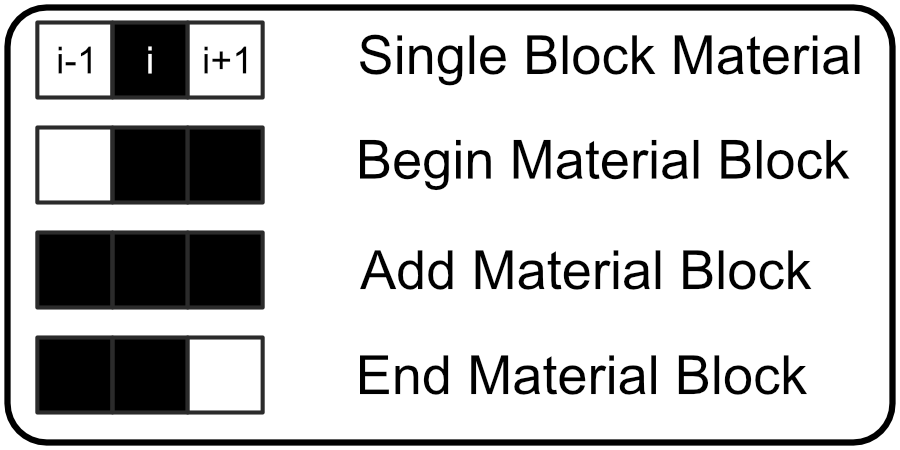 i-1 i i+1 Single Block Material
Begin Material Block
Add Material Block
End Material Block